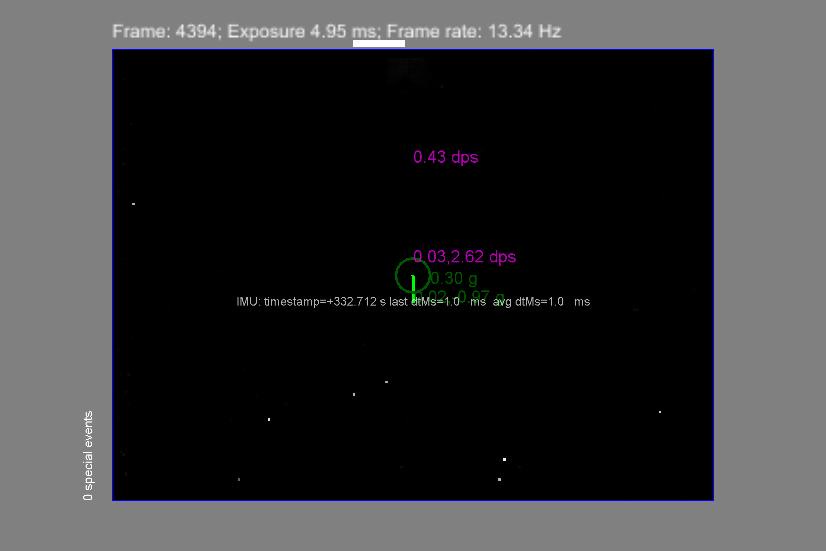 Frame: 4394; Exposure 4.95 ms; Frame rate: 13.34 Hz
0.43 dps
0.03,2.62 dps
0.30 g
0.97 g
IMU: timestamp=+332.712 s last dtMs=1.0 ms avg dtMs=1.0 ms
0 special events